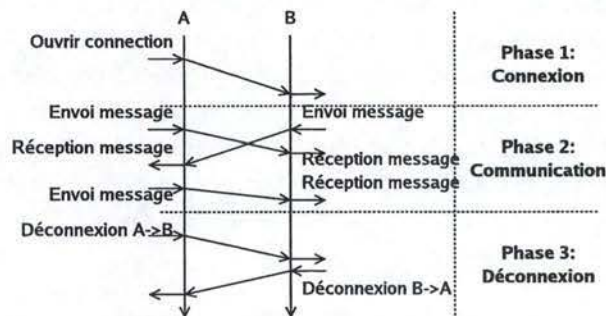 A B
Ouvrir connection
Phase 1:
Connexion
Envoi message
Envoi message
Réception message
Réception message
Phase 2:
Communication
Réception message
Envoi message
Déconnexion A->B
Phase 3:
Déconnexion
Déconnexion B->A